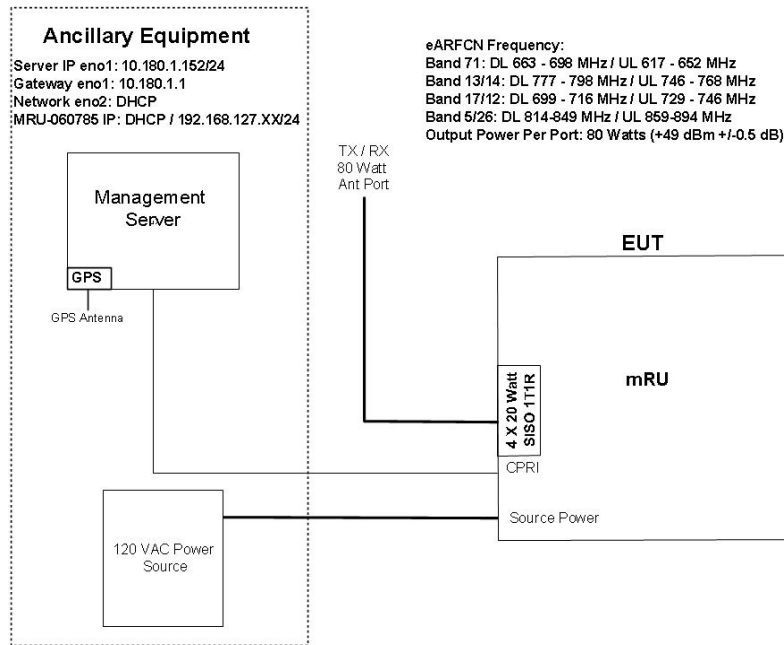 Ancillary Equipment
Server IP eno1: 10.180.1.152/24
Gateway eno1: 10.180.1.1
Network eno2: DHCP
MRU-060785 IP: DHCP / 192.168.127.XX/24
eARFCN Frequency:
Band 71: DL 663 - 698 MHz / UL 617 - 652 MHz
Band 13/14: DL 777 - 798 MHz / UL 746 - 768 MHz
Band 17/12: DL 699 - 716 MHz / UL 729 - 746 MHz
Band 5/26: DL 814-849 MHz / UL 859-894 MHz
Output Power Per Port: 80 Watts (+49 dBm +/-0.5 dB)
TX / RX
80 Watt
Ant Port
Management
Server
GPS
GPS Antenna
EUT
mRU
4 X 20 Watt
SISO 1T1R
CPRI
Source Power
120 VAC Power
Source